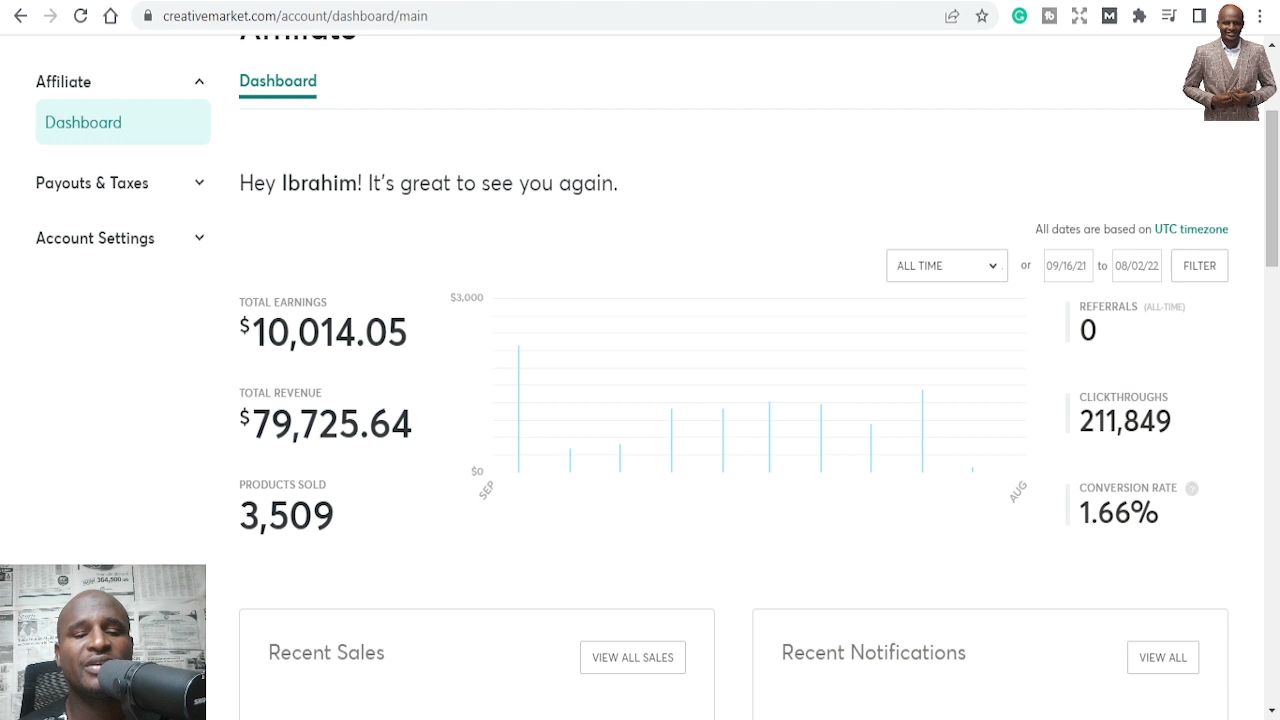 creativemarket.com/account/dashboard/main
Affiliate
Affiliate
Dashboard
Payouts & Taxes
Account Settings
Dashboard
Hey Ibrahim! It's great to see you again.
All dates are based on UTC timezone
ALL TIME or 09/16/21 to 08/02/22 FILTER
TOTAL EARNINGS
$10,014.05
TOTAL REVENUE
$79,725.64
PRODUCTS SOLD
3,509
$3,000
$0
SEP
AUG
REFERRALS (ALL-TIME)
0
CLICKTHROUGHS
211,849
CONVERSION RATE ?
1.66%
Recent Sales
VIEW ALL SALES
Recent Notifications
VIEW ALL